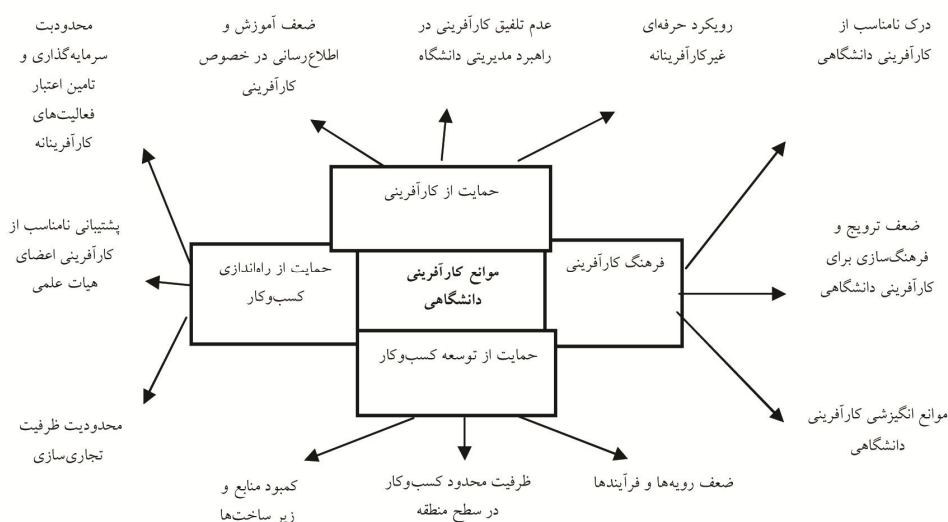 درک نامناسب از
کارآفرینی دانشگاهی
رویکرد حرفه‌ای
غیرکارآفرینانه
عدم تلفیق کارآفرینی در
راهبرد مدیریتی دانشگاه
ضعف آموزش و
اطلاع‌رسانی در خصوص
کارآفرینی
محدودیت
سرمایه‌گذاری و
تامین اعتبار
فعالیت‌های
کارآفرینانه
حمایت از کارآفرینی
ضعف ترویج و
فرهنگ‌سازی برای
کارآفرینی دانشگاهی
فرهنگ کارآفرینی
موانع کارآفرینی
دانشگاهی
حمایت از راه‌اندازی
کسب‌وکار
پشتیبانی نامناسب از
کارآفرینی اعضای
هیات علمی
حمایت از توسعه کسب‌وکار
موانع انگیزشی کارآفرینی
دانشگاهی
محدودیت ظرفیت
تجاری‌سازی
ضعف رویه‌ها و فرآیندها
ظرفیت محدود کسب‌وکار
در سطح منطقه
کمبود منابع و
زیر ساخت‌ها